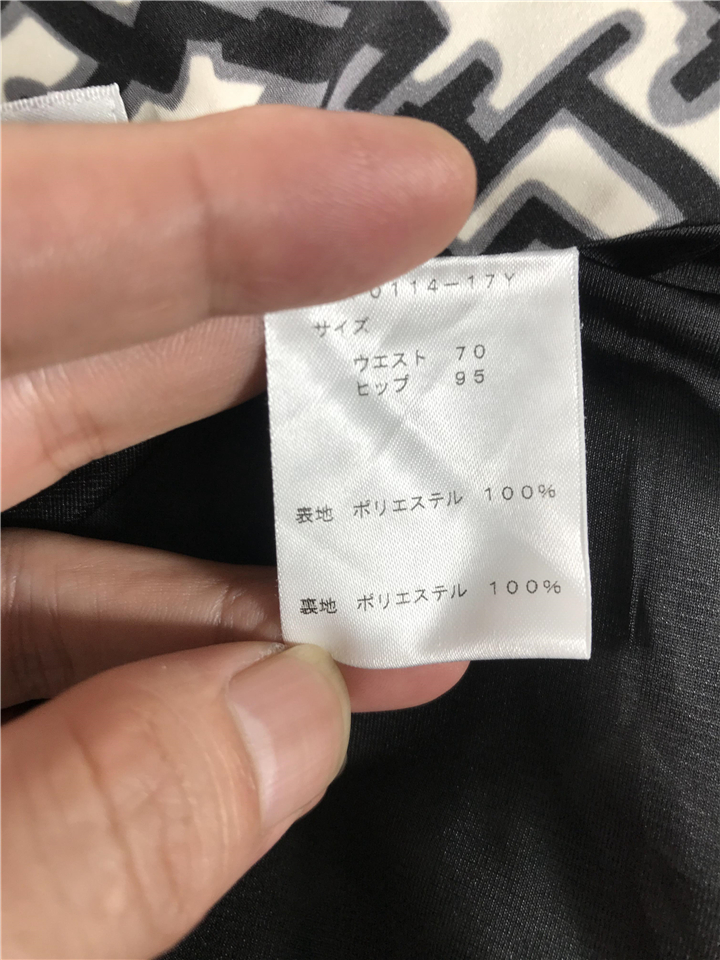 0114−17Y
サイズ
ウエスト 70
ヒップ 95
表地 ポリエステル 100%
裏地 ポリエステル 100%